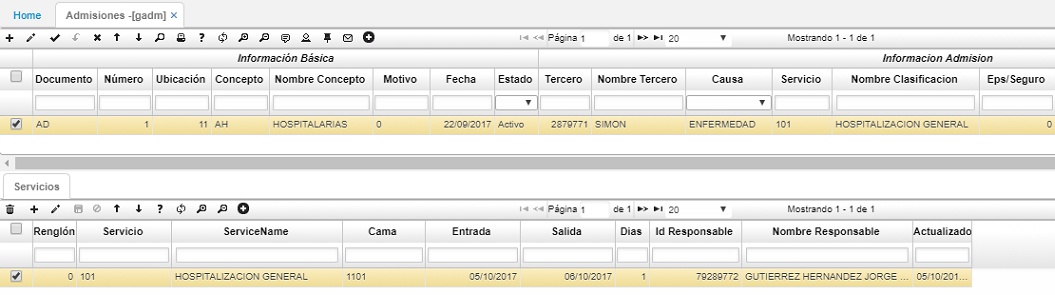 Home Admisiones -[gadm] ×
Página 1 de 1 20 Mostrando 1 - 1 de 1
Información Básica Informacion Admision
Documento Número Ubicación Concepto Nombre Concepto Motivo Fecha Estado Tercero Nombre Tercero Causa Servicio Nombre Clasificacion Eps/Seguro
AD 1 11 AH HOSPITALARIAS 0 22/09/2017 Activo 2879771 SIMON ENFERMEDAD 101 HOSPITALIZACION GENERAL 0
Servicios
Página 1 de 1 20 Mostrando 1 - 1 de 1
Renglón Servicio ServiceName Cama Entrada Salida Dias Id Responsable Nombre Responsable Actualizado
0 101 HOSPITALIZACION GENERAL 1101 05/10/2017 06/10/2017 1 79289772 GUTIERREZ HERNANDEZ JORGE ... 05/10/201...